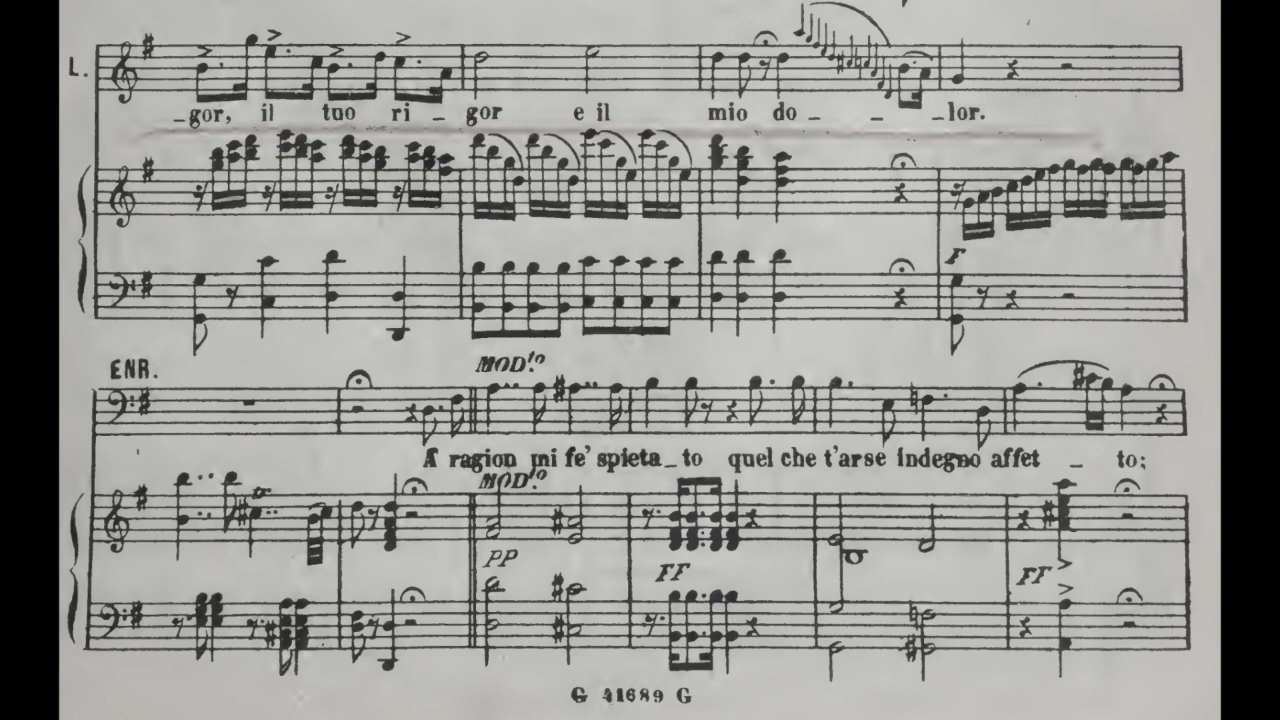 L.
_gor, il tuo ri _ gor e il mio do _ _ _ lor.
F
ENR. MOD!o
A ragion mi fe' spieta _ to quel che t'arse indegno affet _ to;
MOD!o
PP FF FF
G 41689 G